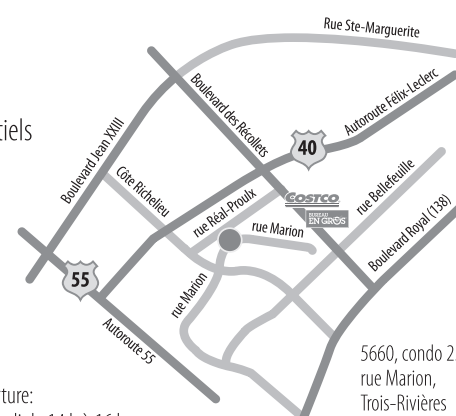 Rue Ste-Marguerite
tiels
Boulevard Jean XXIII
Boulevard des Récollets
Autoroute Félix-Leclerc
40
Côte Richelieu
rue Réal-Proulx
COSTCO
BUREAU
EN GROS
rue Bellefeuille
rue Marion
Boulevard Royal (138)
55
rue Marion
Autoroute 55
5660, condo 2
rue Marion,
Trois-Rivières
ture: